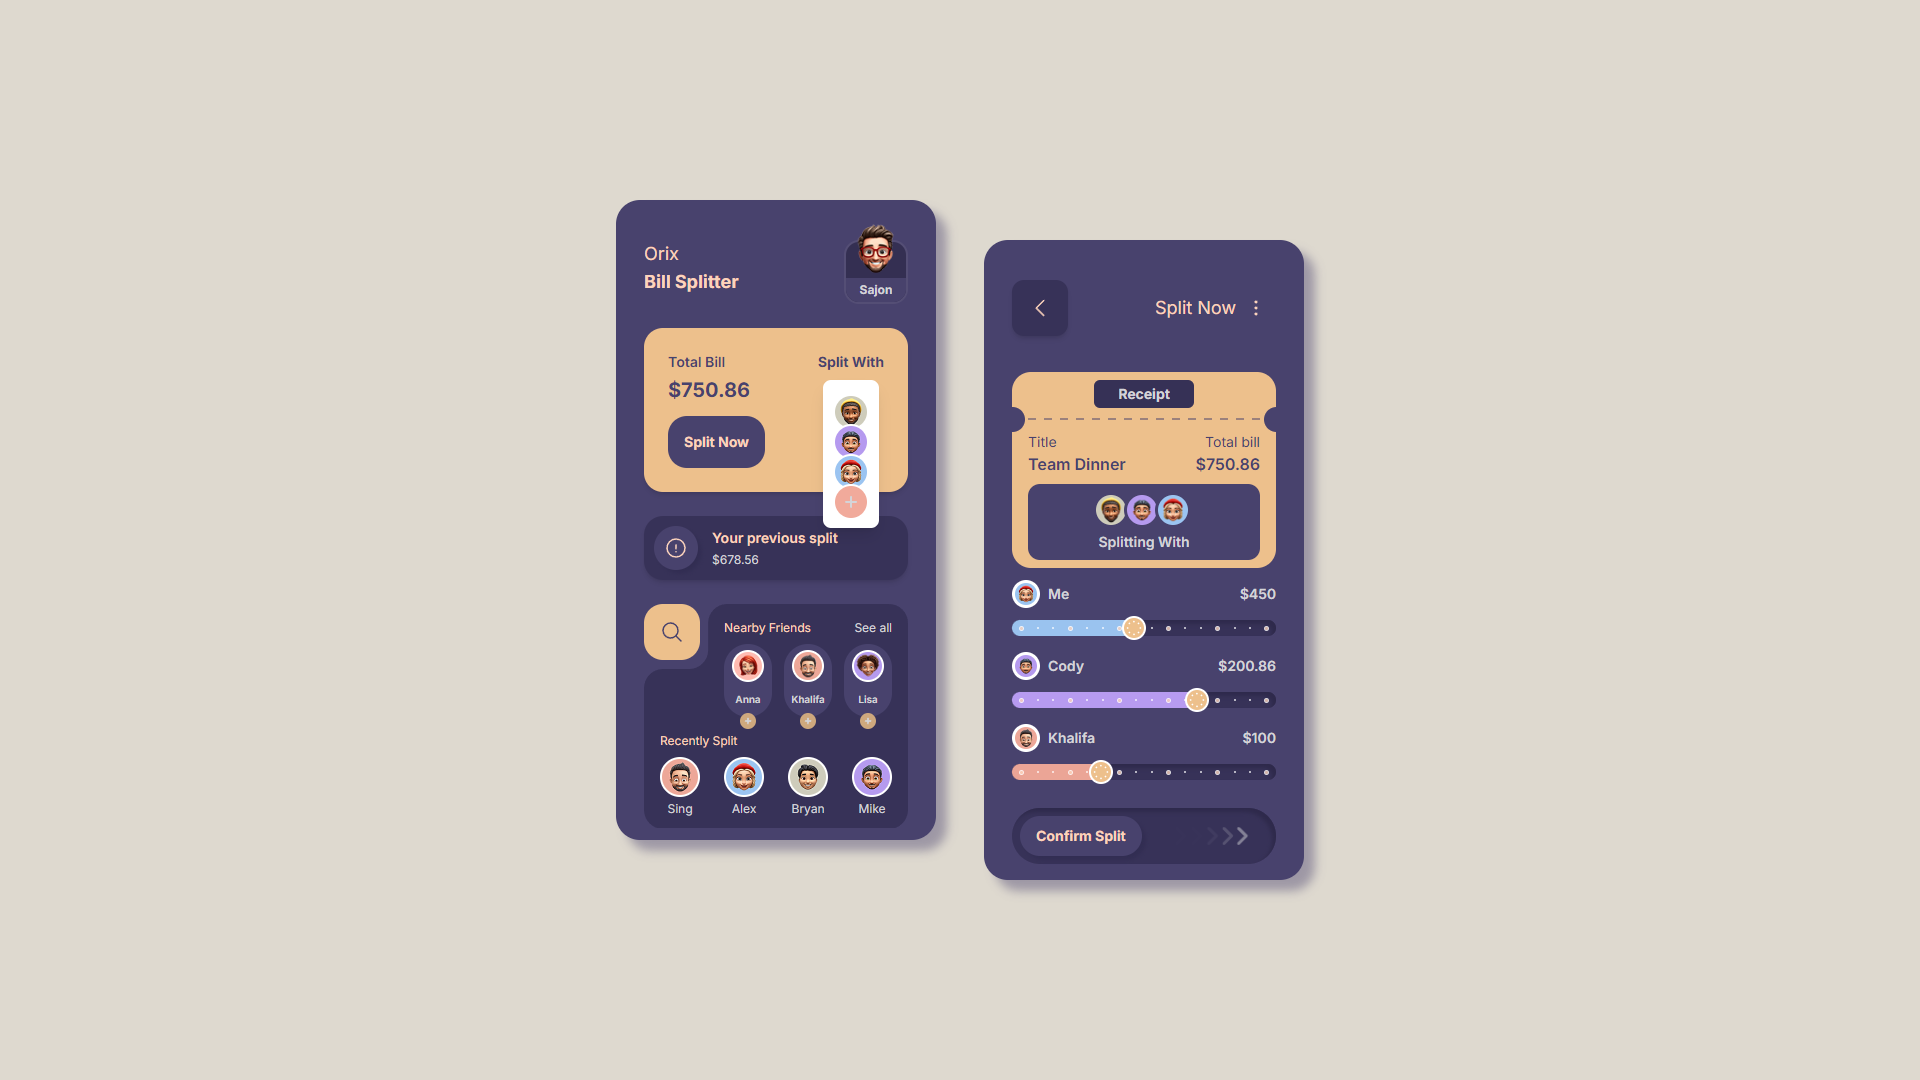 Orix
Bill Splitter
Sajon
Total Bill
$750.86
Split Now
Split With
Your previous split
$678.56
Nearby Friends
See all
Anna
Khalifa
Lisa
Recently Split
Sing
Alex
Bryan
Mike
Split Now
Receipt
Title
Total bill
Team Dinner
$750.86
Splitting With
Me
$450
Cody
$200.86
Khalifa
$100
Confirm Split